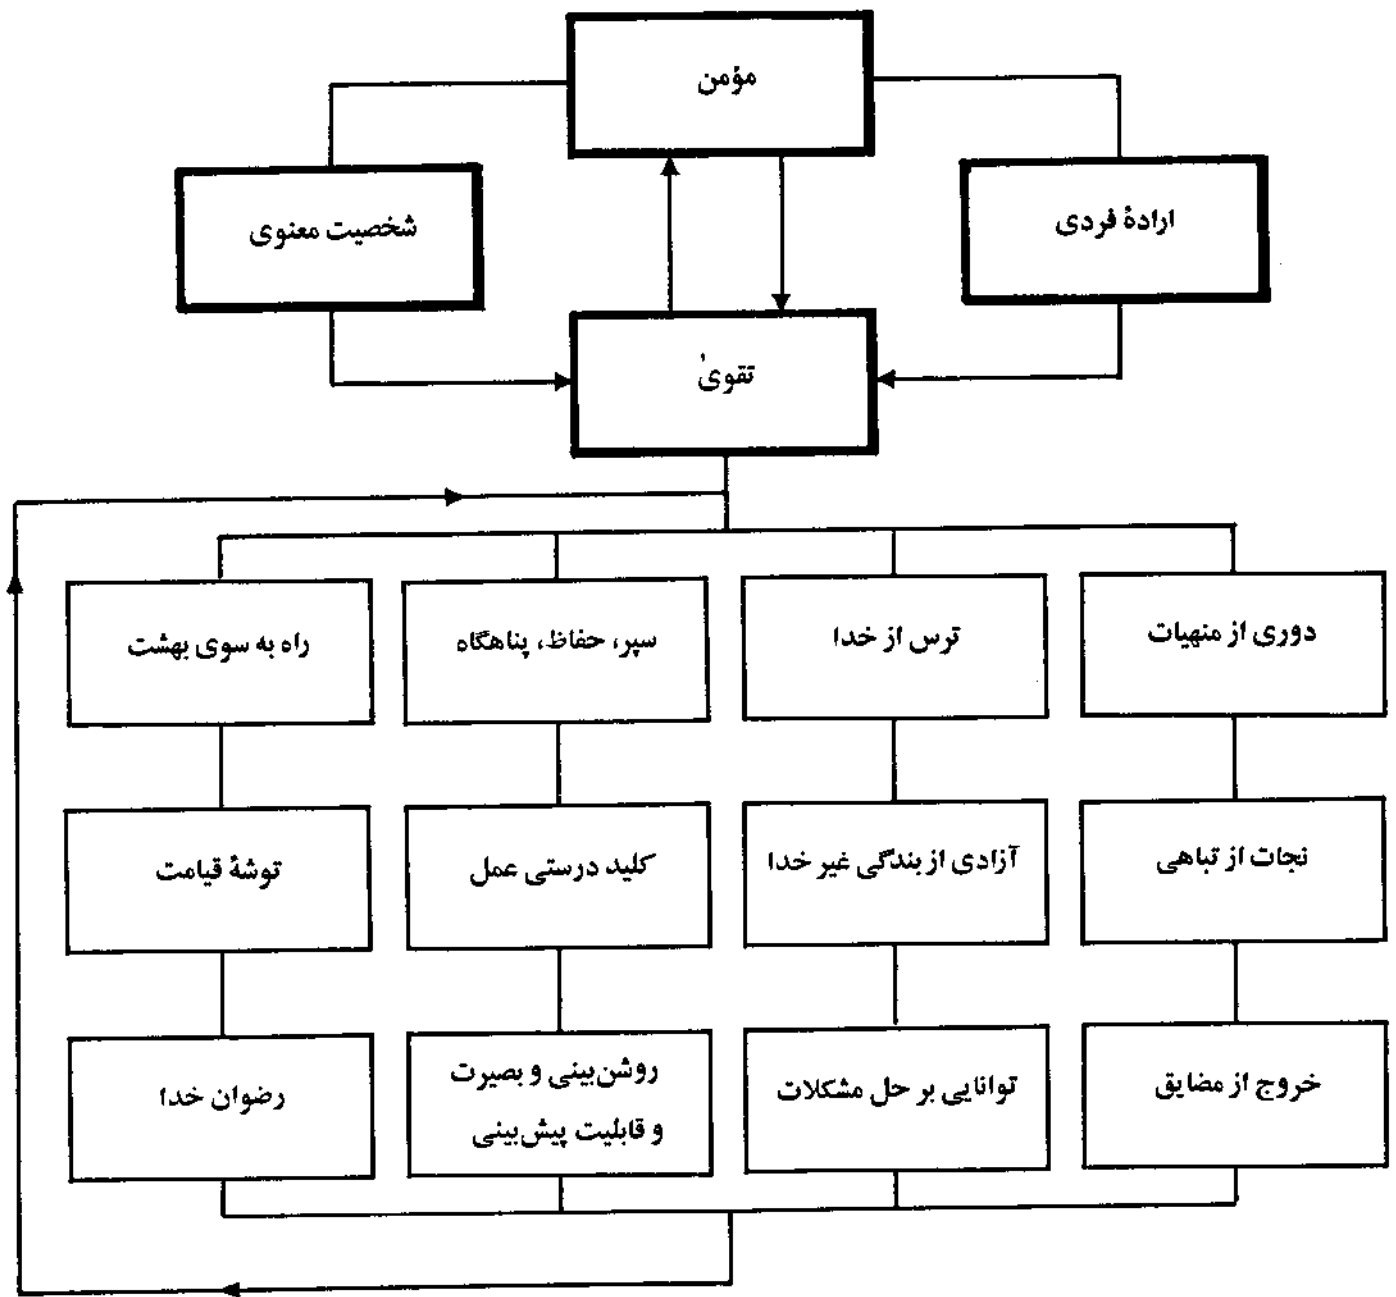 مؤمن
ارادهٔ فردی
شخصیت معنوی
تقویٰ
دوری از منهیات
ترس از خدا
سپر، حفاظ، پناهگاه
راه به سوی بهشت
نجات از تباهی
آزادی از بندگی غیر خدا
کلید درستی عمل
توشهٔ قیامت
خروج از مضایق
توانایی بر حل مشکلات
روشن‌بینی و بصیرت
و قابلیت پیش‌بینی
رضوان خدا